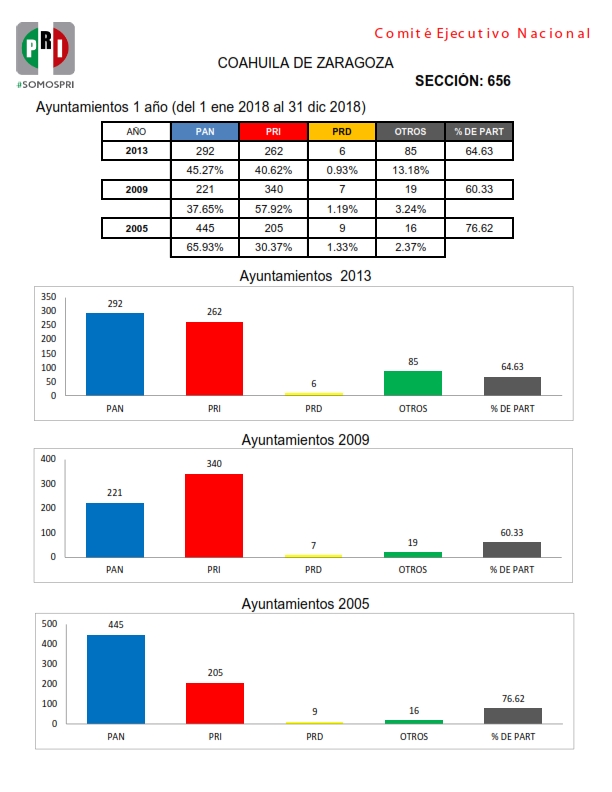 Comité Ejecutivo Nacional
PRI
#SOMOSPRI
COAHUILA DE ZARAGOZA
SECCIÓN: 656
Ayuntamientos 1 año (del 1 ene 2018 al 31 dic 2018)
AÑO PAN PRI PRD OTROS % DE PART
2013 292 262 6 85 64.63
45.27% 40.62% 0.93% 13.18%
2009 221 340 7 19 60.33
37.65% 57.92% 1.19% 3.24%
2005 445 205 9 16 76.62
65.93% 30.37% 1.33% 2.37%
Ayuntamientos 2013
350
300
250
200
150
100
50
0
292 262 6 85 64.63
PAN PRI PRD OTROS % DE PART
Ayuntamientos 2009
400
300
200
100
0
221 340 7 19 60.33
PAN PRI PRD OTROS % DE PART
Ayuntamientos 2005
500
400
300
200
100
0
445 205 9 16 76.62
PAN PRI PRD OTROS % DE PART